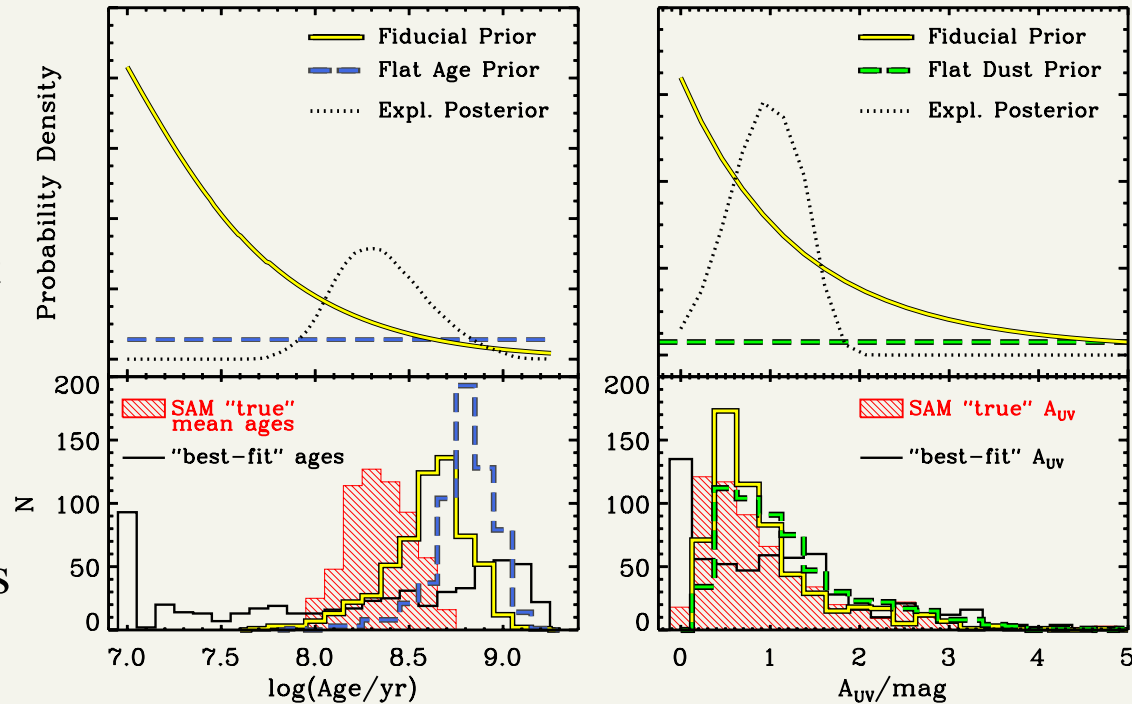 Probability Density
Fiducial Prior
Flat Age Prior
Expl. Posterior
Fiducial Prior
Flat Dust Prior
Expl. Posterior
N
200
150
100
50
0
SAM "true"
mean ages
"best-fit" ages
7.0 7.5 8.0 8.5 9.0
log(Age/yr)
200
150
100
50
0
SAM "true" A_UV
"best-fit" A_UV
0 1 2 3 4 5
A_UV/mag
s